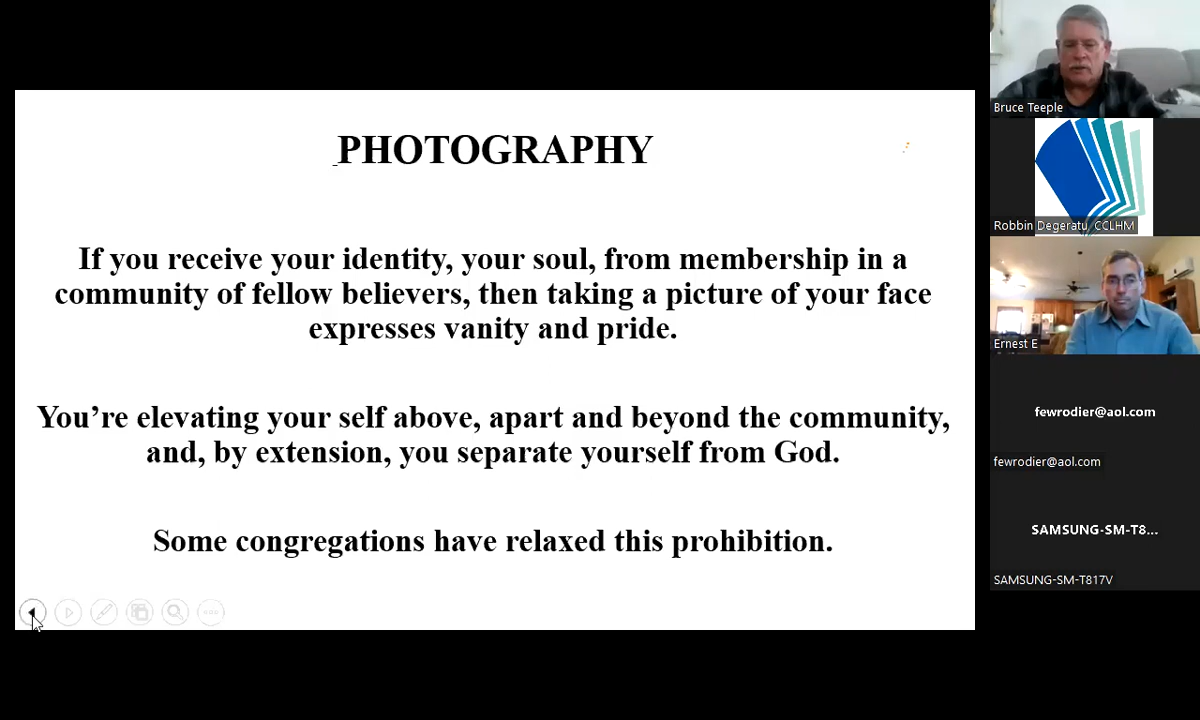 PHOTOGRAPHY
If you receive your identity, your soul, from membership in a
community of fellow believers, then taking a picture of your face
expresses vanity and pride.
You’re elevating your self above, apart and beyond the community,
and, by extension, you separate yourself from God.
Some congregations have relaxed this prohibition.
Bruce Teeple
Robbin Degeratu, CCLHM
Ernest E
fewrodier@aol.com
fewrodier@aol.com
SAMSUNG-SM-T8...
SAMSUNG-SM-T817V